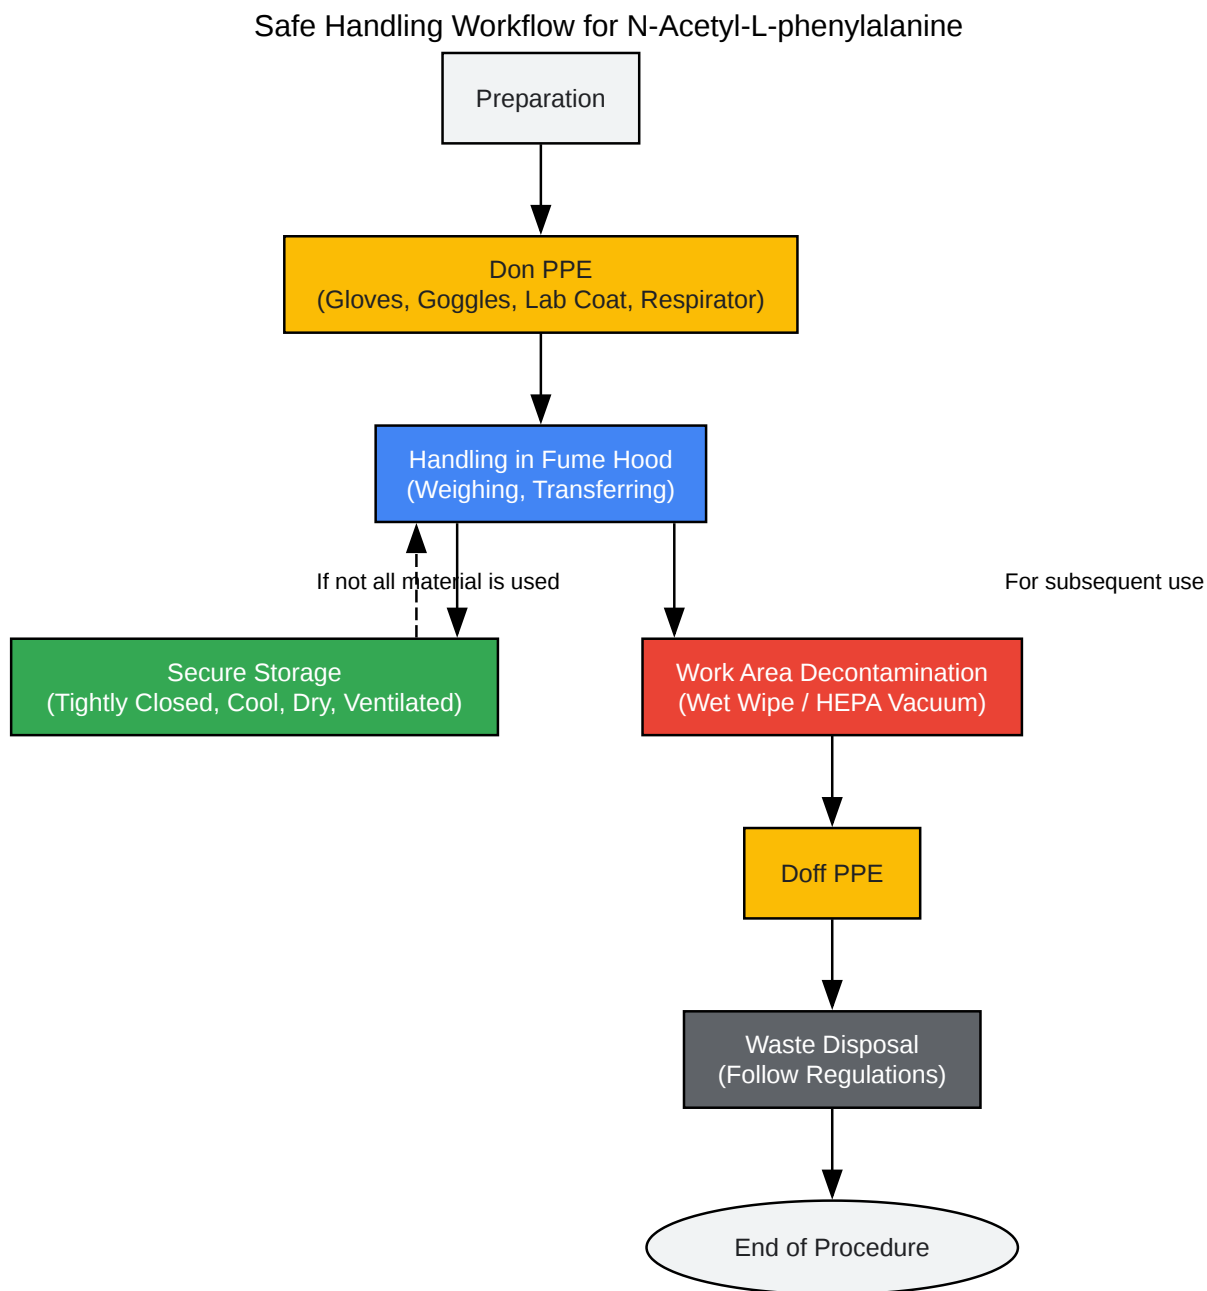 Safe Handling Workflow for N-Acetyl-L-phenylalanine
Preparation
Don PPE
(Gloves, Goggles, Lab Coat, Respirator)
Handling in Fume Hood
(Weighing, Transferring)
If not all material is used
For subsequent use
Secure Storage
(Tightly Closed, Cool, Dry, Ventilated)
Work Area Decontamination
(Wet Wipe / HEPA Vacuum)
Doff PPE
Waste Disposal
(Follow Regulations)
End of Procedure